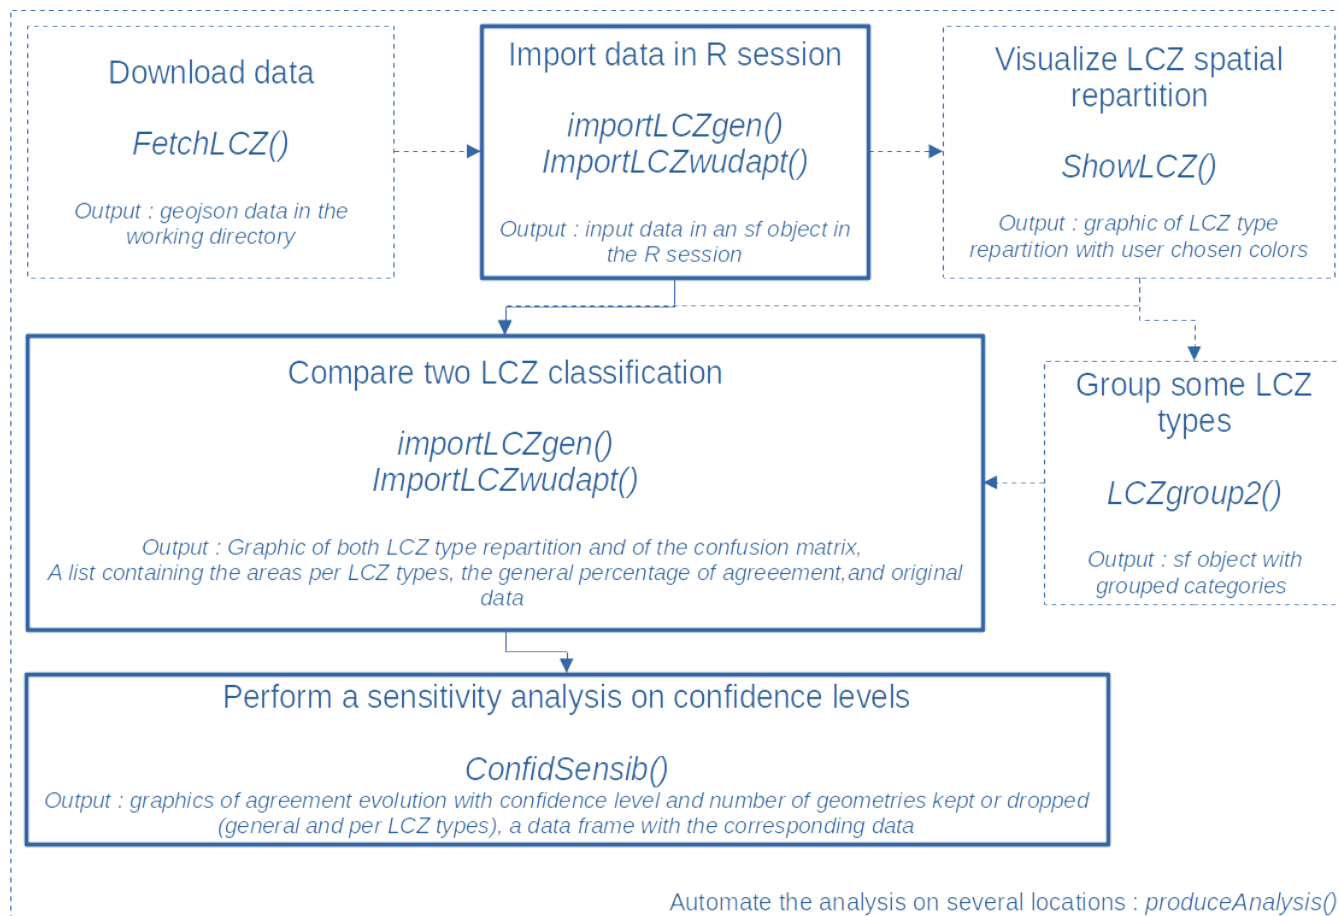 Download data
FetchLCZ()
Output : geojson data in the
working directory
Import data in R session
importLCZgen()
ImportLCZwudapt()
Output : input data in an sf object in
the R session
Visualize LCZ spatial
repartition
ShowLCZ()
Output : graphic of LCZ type
repartition with user chosen colors
Compare two LCZ classification
importLCZgen()
ImportLCZwudapt()
Output : Graphic of both LCZ type repartition and of the confusion matrix,
A list containing the areas per LCZ types, the general percentage of agreeement,and original
data
Group some LCZ
types
LCZgroup2()
Output : sf object with
grouped categories
Perform a sensitivity analysis on confidence levels
ConfidSensib()
Output : graphics of agreement evolution with confidence level and number of geometries kept or dropped
(general and per LCZ types), a data frame with the corresponding data
Automate the analysis on several locations : produceAnalysis()